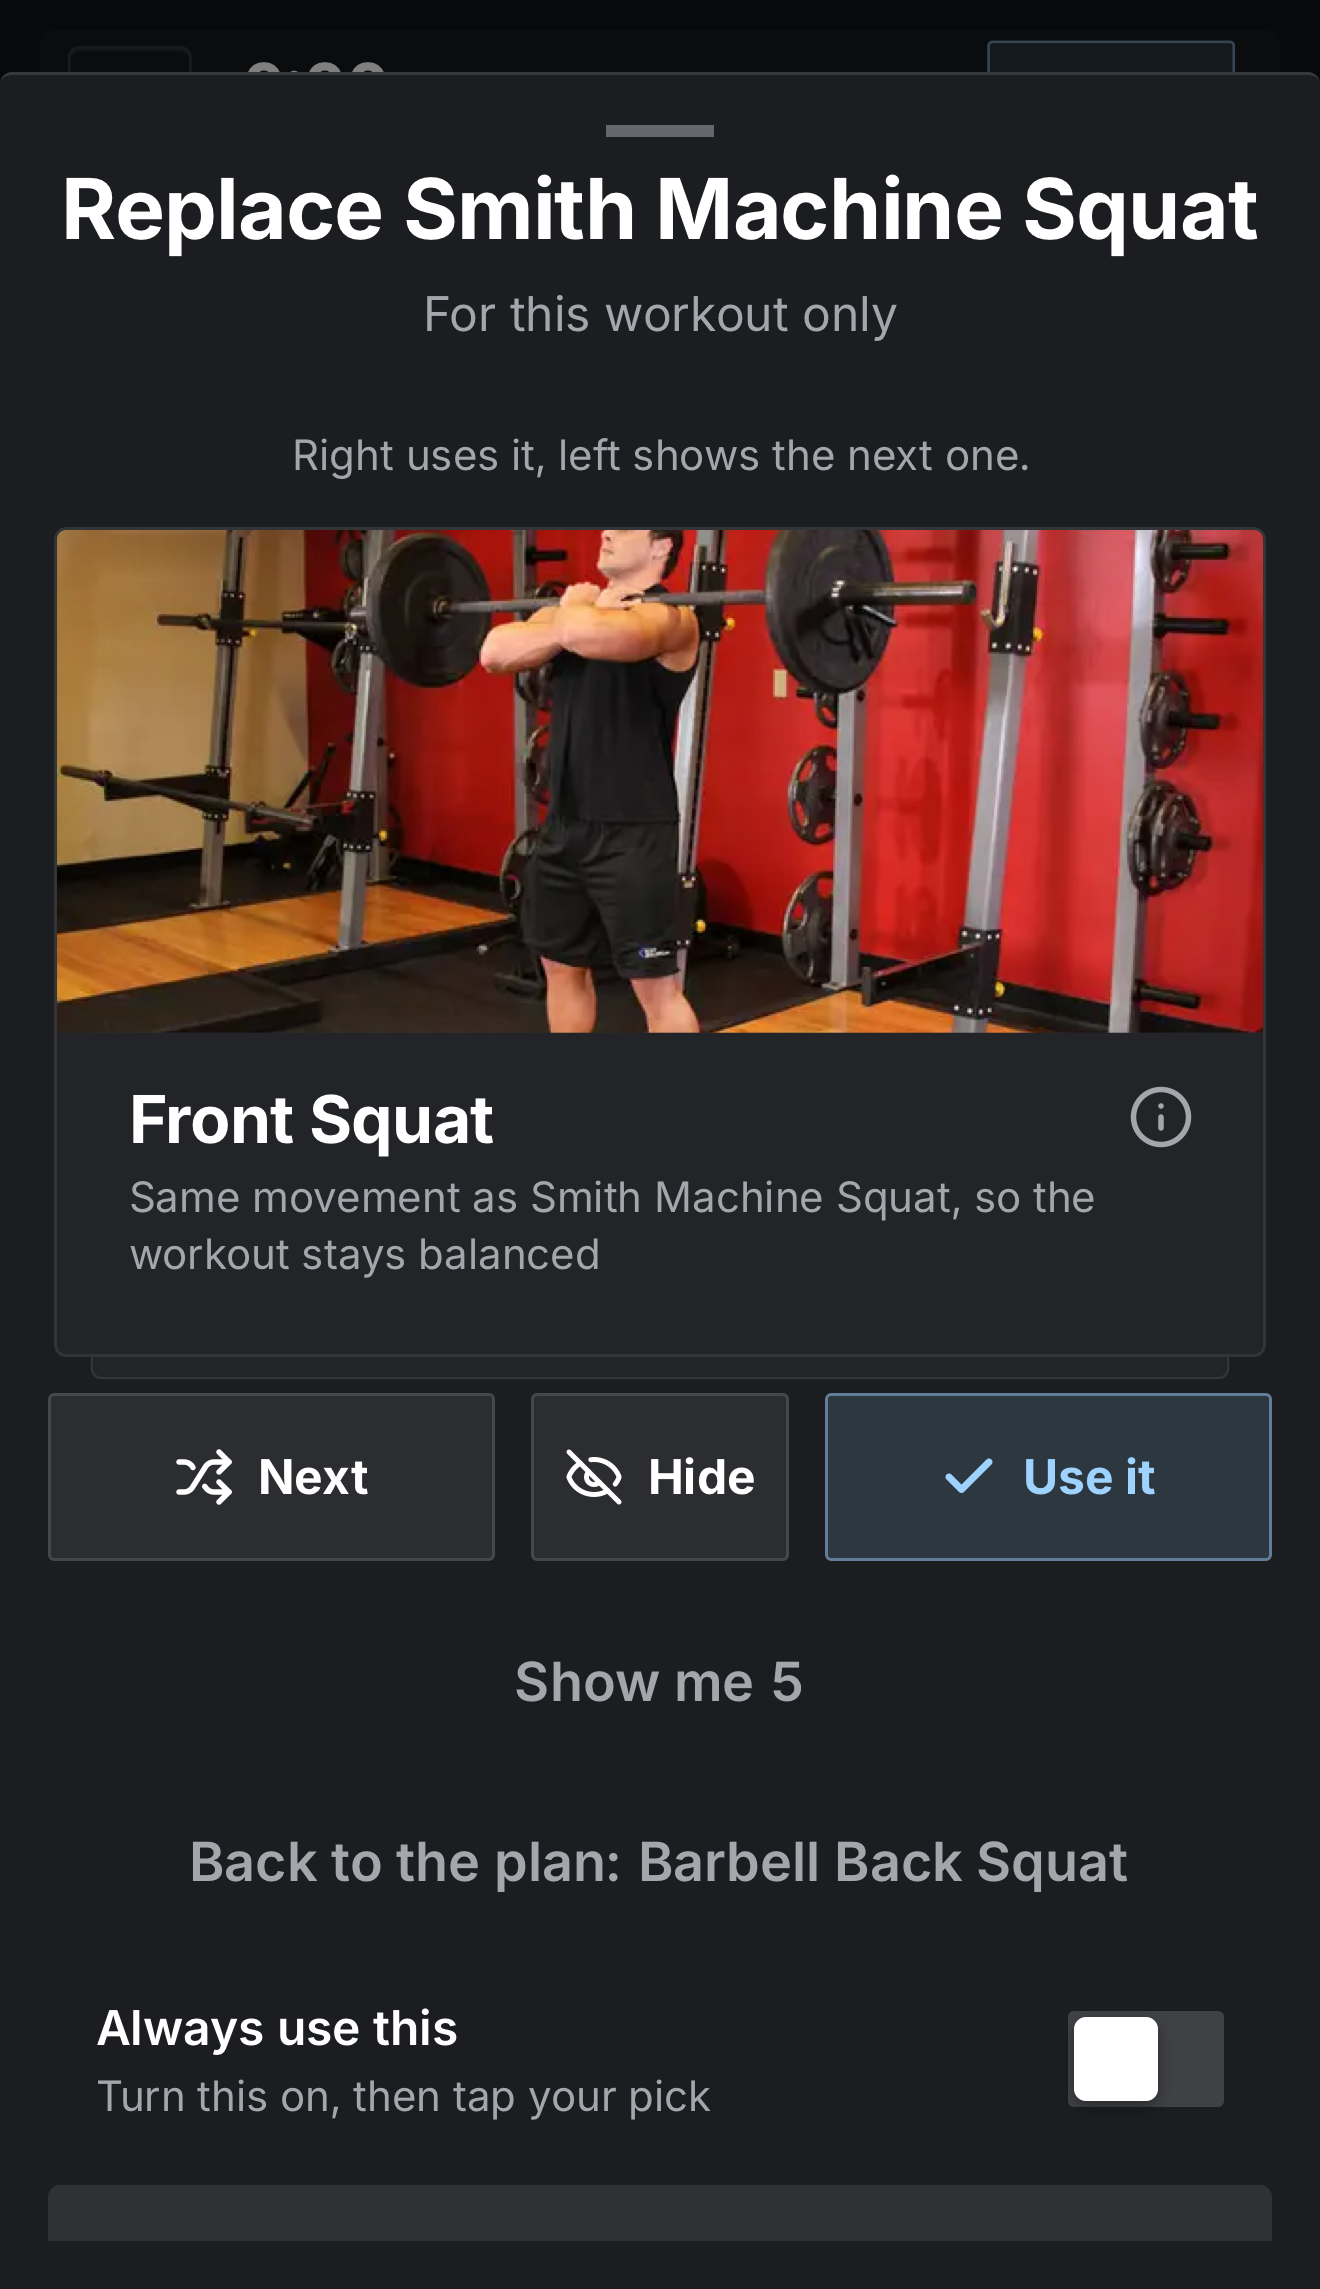 Replace Smith Machine Squat
For this workout only
Right uses it, left shows the next one.
Front Squat
Same movement as Smith Machine Squat, so the
workout stays balanced
Next
Hide
Use it
Show me 5
Back to the plan: Barbell Back Squat
Always use this
Turn this on, then tap your pick